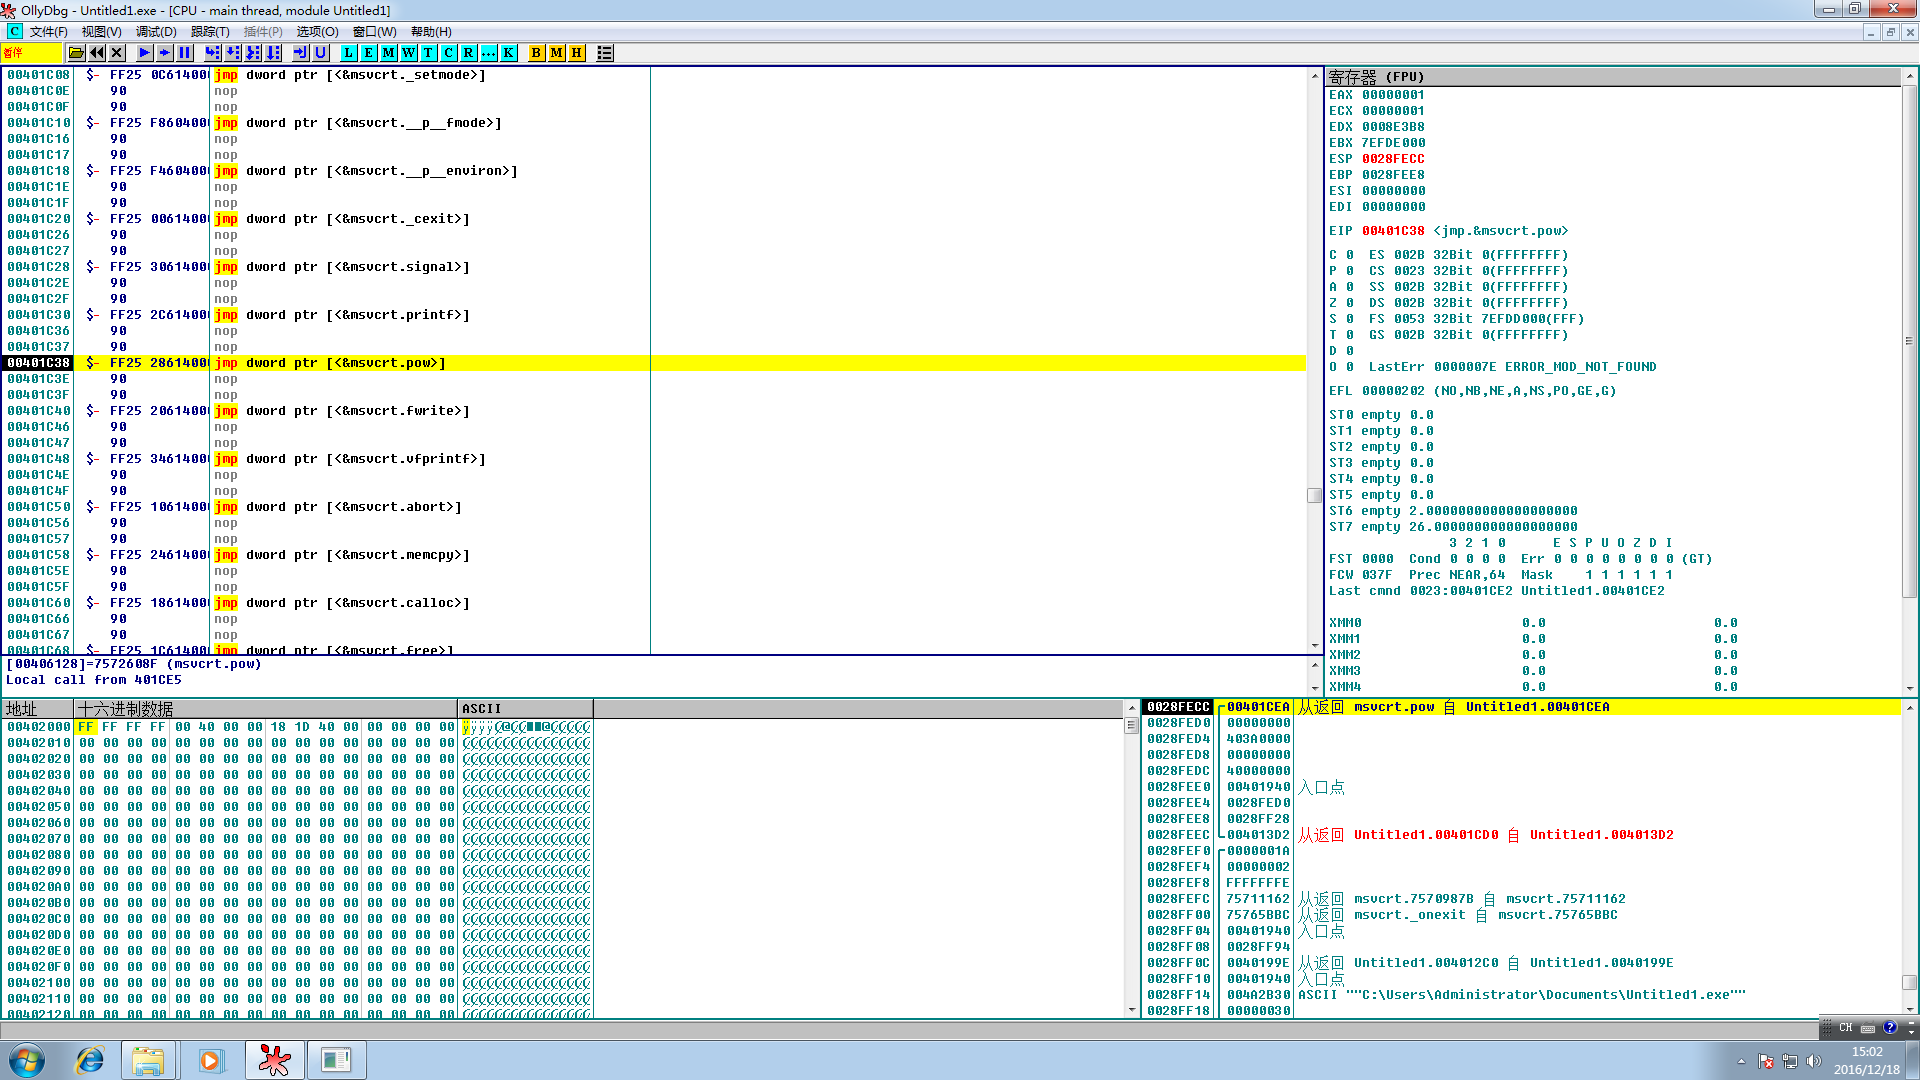 OllyDbg - Untitled1.exe - [CPU - main thread, module Untitled1]
C 文件(F) 视图(V) 调试(D) 跟踪(T) 插件(P) 选项(O) 窗口(W) 帮助(H)
暂停 L E M W T C R ... K B M H
00401C08 $- FF25 0C614000 jmp dword ptr [<&msvcrt._setmode>]
00401C0E 90 nop
00401C0F 90 nop
00401C10 $- FF25 F8604000 jmp dword ptr [<&msvcrt.__p__fmode>]
00401C16 90 nop
00401C17 90 nop
00401C18 $- FF25 F4604000 jmp dword ptr [<&msvcrt.__p__environ>]
00401C1E 90 nop
00401C1F 90 nop
00401C20 $- FF25 00614000 jmp dword ptr [<&msvcrt._cexit>]
00401C26 90 nop
00401C27 90 nop
00401C28 $- FF25 30614000 jmp dword ptr [<&msvcrt.signal>]
00401C2E 90 nop
00401C2F 90 nop
00401C30 $- FF25 2C614000 jmp dword ptr [<&msvcrt.printf>]
00401C36 90 nop
00401C37 90 nop
00401C38 $- FF25 28614000 jmp dword ptr [<&msvcrt.pow>]
00401C3E 90 nop
00401C3F 90 nop
00401C40 $- FF25 20614000 jmp dword ptr [<&msvcrt.fwrite>]
00401C46 90 nop
00401C47 90 nop
00401C48 $- FF25 34614000 jmp dword ptr [<&msvcrt.vfprintf>]
00401C4E 90 nop
00401C4F 90 nop
00401C50 $- FF25 10614000 jmp dword ptr [<&msvcrt.abort>]
00401C56 90 nop
00401C57 90 nop
00401C58 $- FF25 24614000 jmp dword ptr [<&msvcrt.memcpy>]
00401C5E 90 nop
00401C5F 90 nop
00401C60 $- FF25 18614000 jmp dword ptr [<&msvcrt.calloc>]
00401C66 90 nop
00401C67 90 nop
00401C68 $- FF25 1C614000 jmp dword ptr [<&msvcrt.free>]
[00406128]=7572608F (msvcrt.pow)
Local call from 401CE5
寄存器 (FPU)
EAX 00000001
ECX 00000001
EDX 0008E3B8
EBX 7EFDE000
ESP 0028FECC
EBP 0028FEE8
ESI 00000000
EDI 00000000
EIP 00401C38 <jmp.&msvcrt.pow>
C 0 ES 002B 32Bit 0(FFFFFFFF)
P 0 CS 0023 32Bit 0(FFFFFFFF)
A 0 SS 002B 32Bit 0(FFFFFFFF)
Z 0 DS 002B 32Bit 0(FFFFFFFF)
S 0 FS 0053 32Bit 7EFDD000(FFF)
T 0 GS 002B 32Bit 0(FFFFFFFF)
D 0
O 0 LastErr 0000007E ERROR_MOD_NOT_FOUND
EFL 00000202 (NO,NB,NE,A,NS,PO,GE,G)
ST0 empty 0.0
ST1 empty 0.0
ST2 empty 0.0
ST3 empty 0.0
ST4 empty 0.0
ST5 empty 0.0
ST6 empty 2.0000000000000000000
ST7 empty 26.000000000000000000
3 2 1 0 E S P U O Z D I
FST 0000 Cond 0 0 0 0 Err 0 0 0 0 0 0 0 0 (GT)
FCW 037F Prec NEAR,64 Mask 1 1 1 1 1 1
Last cmnd 0023:00401CE2 Untitled1.00401CE2
XMM0 0.0 0.0
XMM1 0.0 0.0
XMM2 0.0 0.0
XMM3 0.0 0.0
XMM4 0.0 0.0
地址 十六进制数据 ASCII
00402000 FF FF FF FF 00 40 00 00 18 1D 40 00 00 00 00 00
00402010 00 00 00 00 00 00 00 00 00 00 00 00 00 00 00 00
00402020 00 00 00 00 00 00 00 00 00 00 00 00 00 00 00 00
00402030 00 00 00 00 00 00 00 00 00 00 00 00 00 00 00 00
00402040 00 00 00 00 00 00 00 00 00 00 00 00 00 00 00 00
00402050 00 00 00 00 00 00 00 00 00 00 00 00 00 00 00 00
00402060 00 00 00 00 00 00 00 00 00 00 00 00 00 00 00 00
00402070 00 00 00 00 00 00 00 00 00 00 00 00 00 00 00 00
00402080 00 00 00 00 00 00 00 00 00 00 00 00 00 00 00 00
00402090 00 00 00 00 00 00 00 00 00 00 00 00 00 00 00 00
004020A0 00 00 00 00 00 00 00 00 00 00 00 00 00 00 00 00
004020B0 00 00 00 00 00 00 00 00 00 00 00 00 00 00 00 00
004020C0 00 00 00 00 00 00 00 00 00 00 00 00 00 00 00 00
004020D0 00 00 00 00 00 00 00 00 00 00 00 00 00 00 00 00
004020E0 00 00 00 00 00 00 00 00 00 00 00 00 00 00 00 00
004020F0 00 00 00 00 00 00 00 00 00 00 00 00 00 00 00 00
00402100 00 00 00 00 00 00 00 00 00 00 00 00 00 00 00 00
00402110 00 00 00 00 00 00 00 00 00 00 00 00 00 00 00 00
00402120 00 00 00 00 00 00 00 00 00 00 00 00 00 00 00 00
0028FECC 00401CEA 从返回 msvcrt.pow 自 Untitled1.00401CEA
0028FED0 00000000
0028FED4 403A0000
0028FED8 00000000
0028FEDC 40000000
0028FEE0 00401940 入口点
0028FEE4 0028FED0
0028FEE8 0028FF28
0028FEEC 004013D2 从返回 Untitled1.00401CD0 自 Untitled1.004013D2
0028FEF0 0000001A
0028FEF4 00000002
0028FEF8 FFFFFFFE
0028FEFC 75711162 从返回 msvcrt.7570987B 自 msvcrt.75711162
0028FF00 75765BBC 从返回 msvcrt._onexit 自 msvcrt.75765BBC
0028FF04 00401940 入口点
0028FF08 0028FF94
0028FF0C 0040199E 从返回 Untitled1.004012C0 自 Untitled1.0040199E
0028FF10 00401940 入口点
0028FF14 004A2B30 ASCII ""C:\Users\Administrator\Documents\Untitled1.exe""
0028FF18 00000030
CH
15:02
2016/12/18